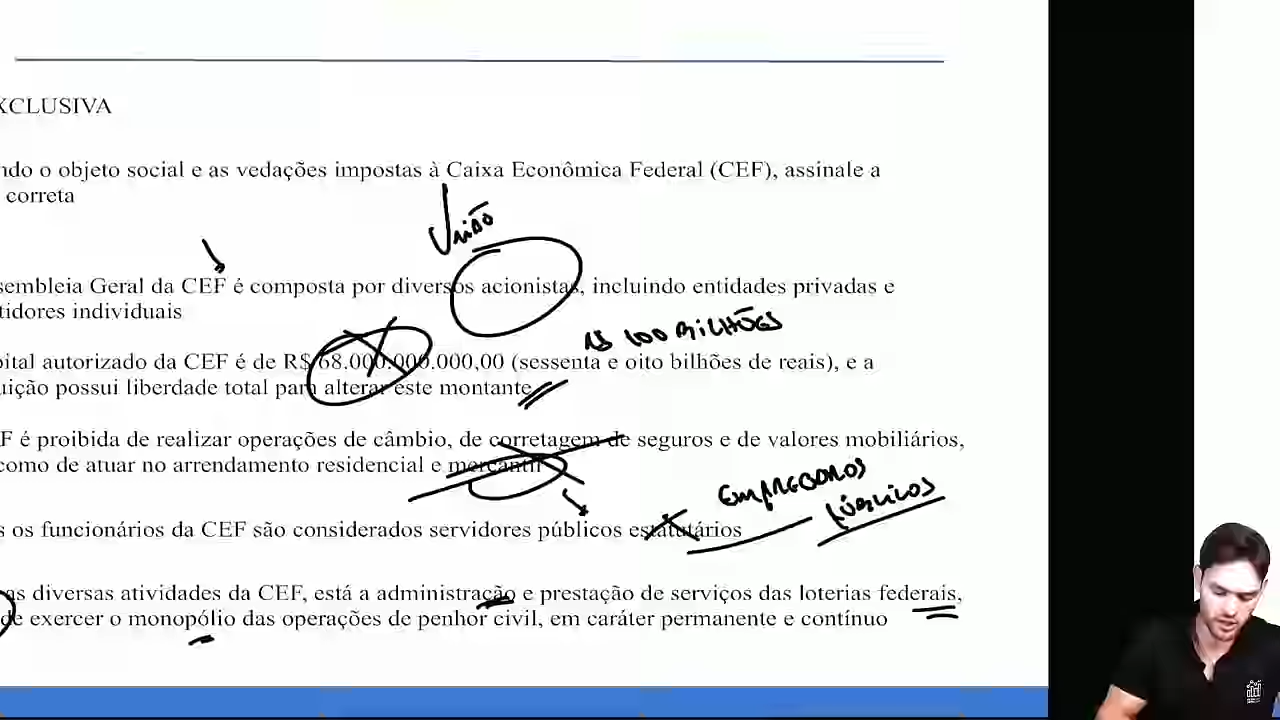 XCLUSIVA
ndo o objeto social e as vedações impostas à Caixa Econômica Federal (CEF), assinale a
correta
União
sembleia Geral da CEF é composta por diversos acionistas, incluindo entidades privadas e
tidores individuais
R$ 100 BILHÕES
pital autorizado da CEF é de R$ 68.000.000.000,00 (sessenta e oito bilhões de reais), e a
uição possui liberdade total para alterar este montante
F é proibida de realizar operações de câmbio, de corretagem de seguros e de valores mobiliários,
como de atuar no arrendamento residencial e mercantil
EMPREGADOS
PÚBLICOS
s os funcionários da CEF são considerados servidores públicos estatutários
as diversas atividades da CEF, está a administração e prestação de serviços das loterias federais,
de exercer o monopólio das operações de penhor civil, em caráter permanente e contínuo